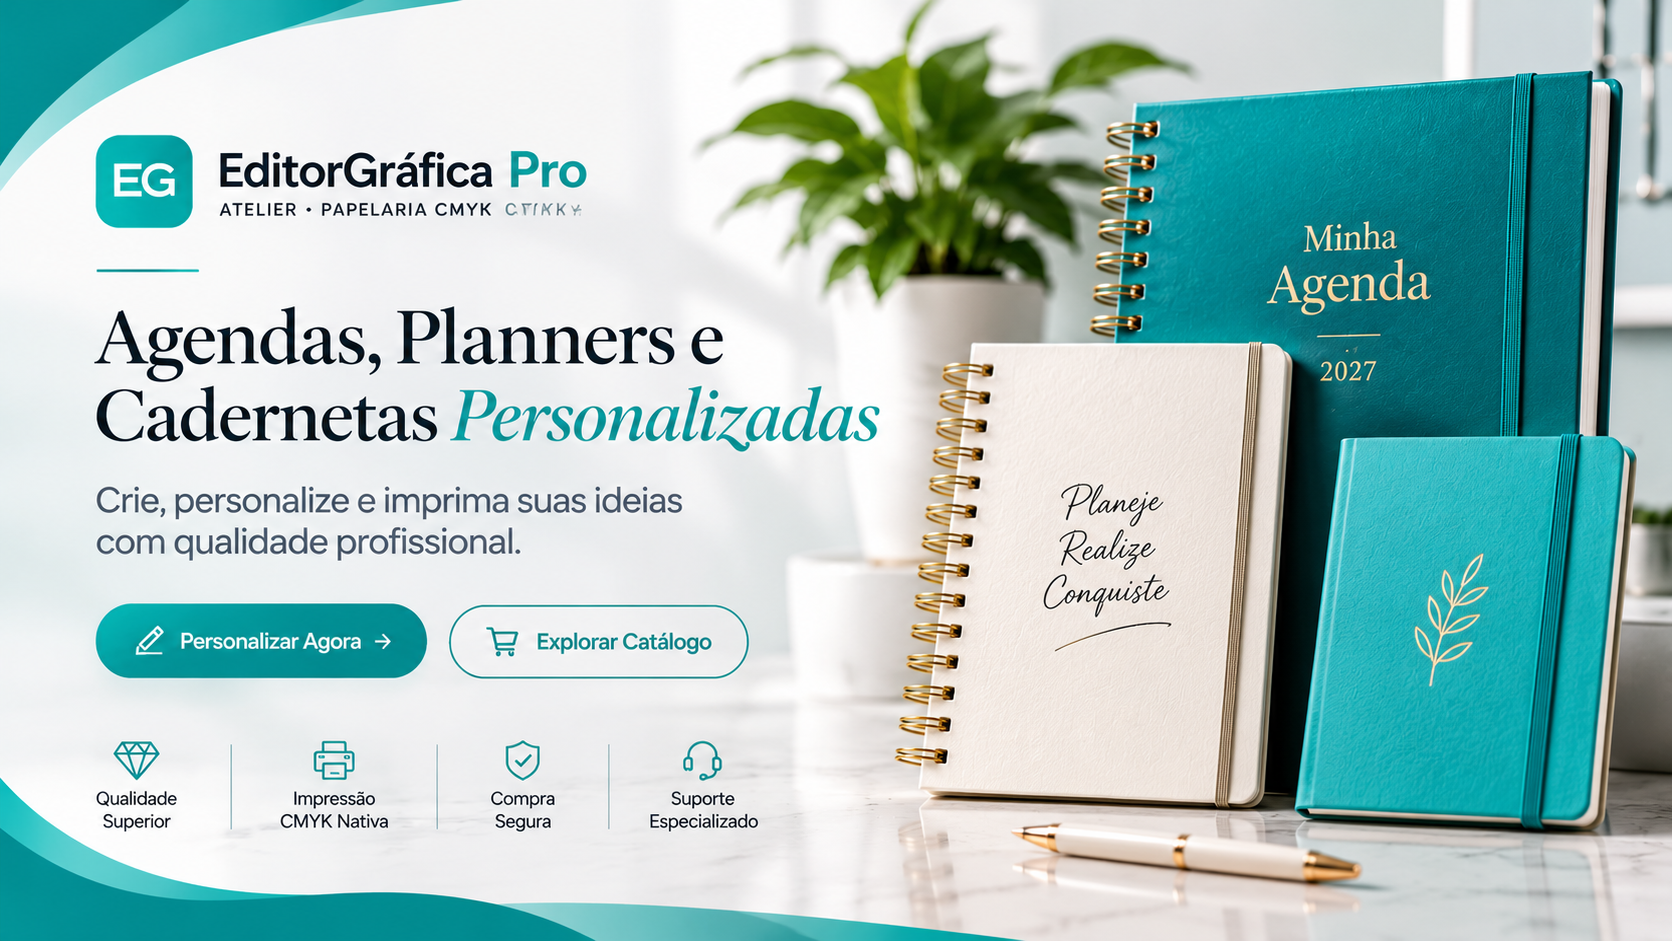 EG
EditorGráfica Pro
ATELIER • PAPELARIA CMYK
Agendas, Planners e
Cadernetas Personalizadas
Crie, personalize e imprima suas ideias
com qualidade profissional.
Personalizar Agora →
Explorar Catálogo
Qualidade
Superior
Impressão
CMYK Nativa
Compra
Segura
Suporte
Especializado
Minha
Agenda
2027
Planeje
Realize
Conquiste